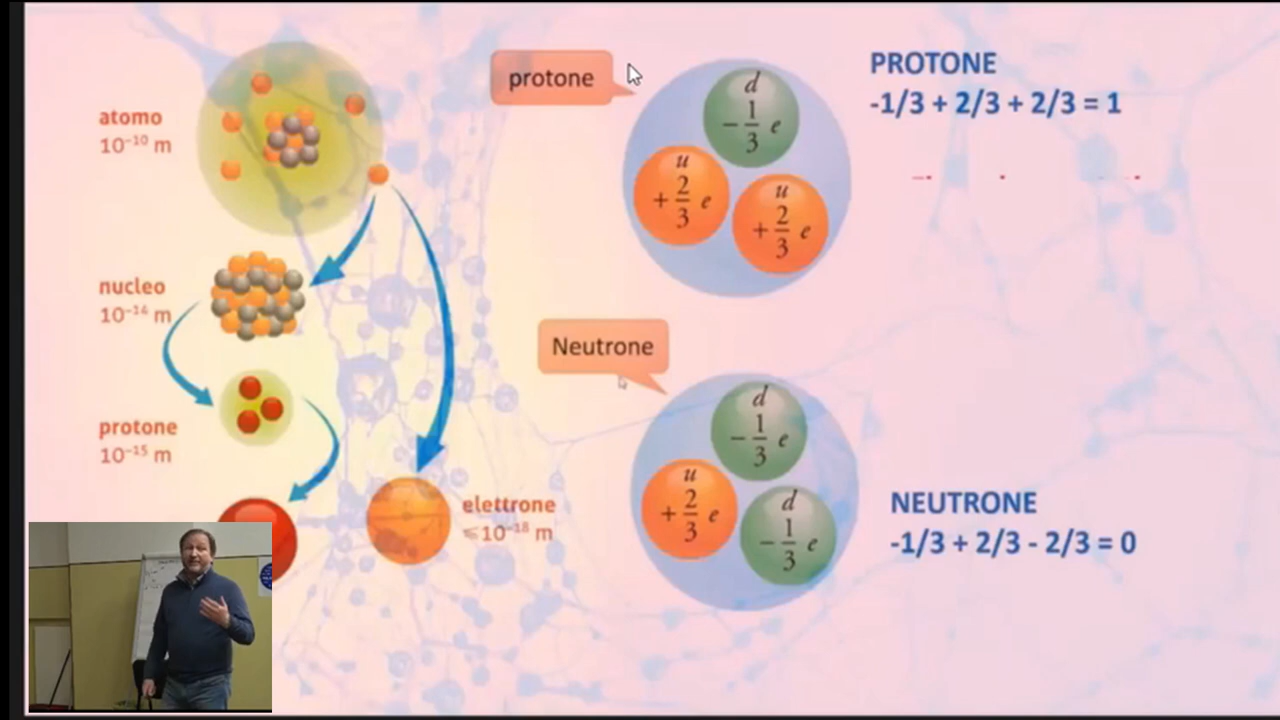 atomo
10⁻¹⁰ m
nucleo
10⁻¹⁴ m
protone
10⁻¹⁵ m
elettrone
≤10⁻¹⁸ m
protone
d
-1/3 e
u
+2/3 e
u
+2/3 e
PROTONE
-1/3 + 2/3 + 2/3 = 1
Neutrone
d
-1/3 e
u
+2/3 e
d
-1/3 e
NEUTRONE
-1/3 + 2/3 - 2/3 = 0